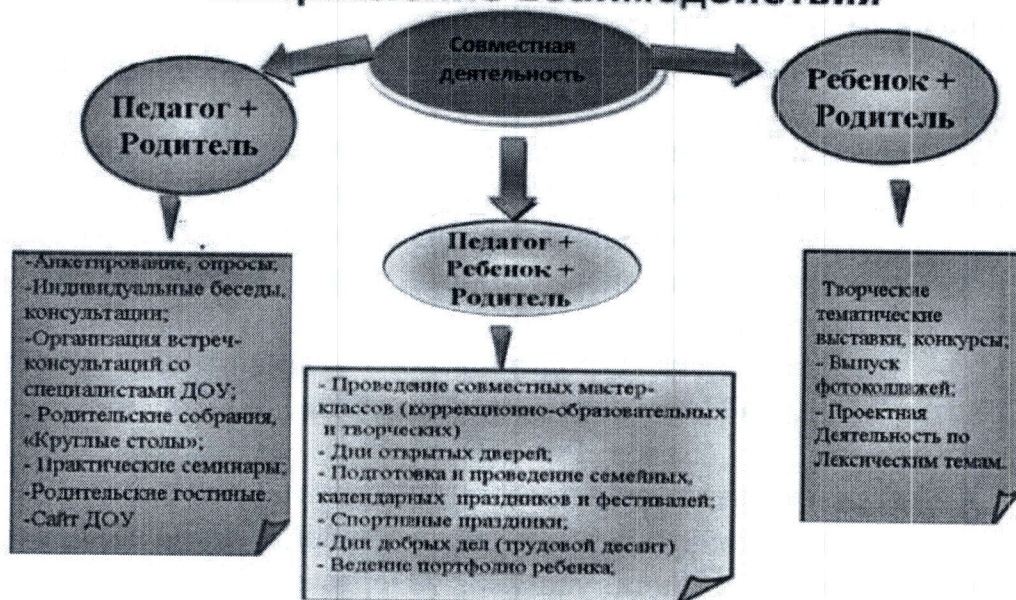 взаимодействия
Совместная
деятельность
Педагог +
Родитель
Ребенок +
Родитель
Педагог +
Ребенок +
Родитель
-Анкетирование, опросы;
-Индивидуальные беседы,
консультации;
-Организация встреч-
консультаций со
специалистами ДОУ;
- Родительские собрания,
«Круглые столы»;
- Практические семинары;
-Родительские гостиные.
-Сайт ДОУ
- Проведение совместных мастер-
классов (коррекционно-образовательных
и творческих)
- Дни открытых дверей;
- Подготовка и проведение семейных,
календарных праздников и фестивалей;
- Спортивные праздники;
- Дни добрых дел (трудовой десант)
- Ведение портфолио ребенка;
Творческие
тематические
выставки, конкурсы;
- Выпуск
фотоколлажей;
- Проектная
Деятельность по
Лексическим темам.